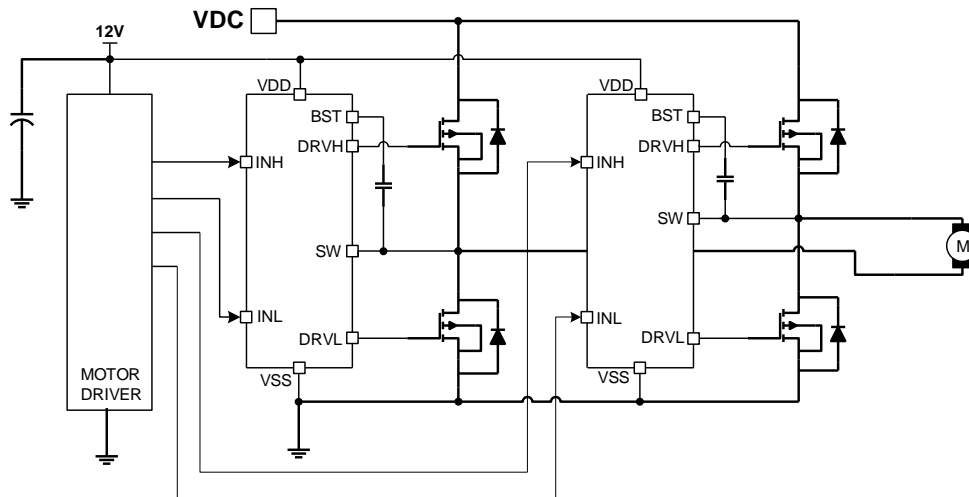 VDC
12V
VDD
VDD
BST
BST
DRVH
DRVH
INH
INH
SW
SW
M
INL
INL
DRVL
DRVL
MOTOR
DRIVER
VSS
VSS